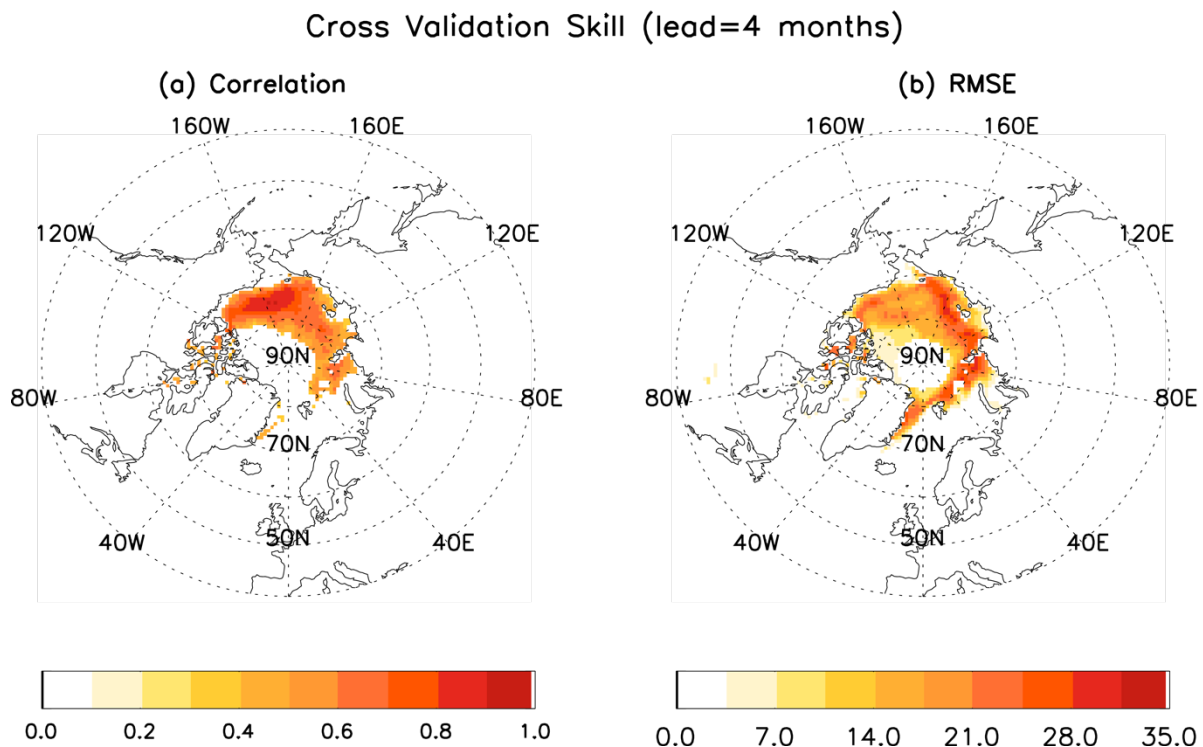 Cross Validation Skill (lead=4 months)
(a) Correlation
160W 160E
120W 120E
90N
80W 80E
70N
40W 50N 40E
0.0 0.2 0.4 0.6 0.8 1.0
(b) RMSE
160W 160E
120W 120E
90N
80W 80E
70N
40W 50N 40E
0.0 7.0 14.0 21.0 28.0 35.0